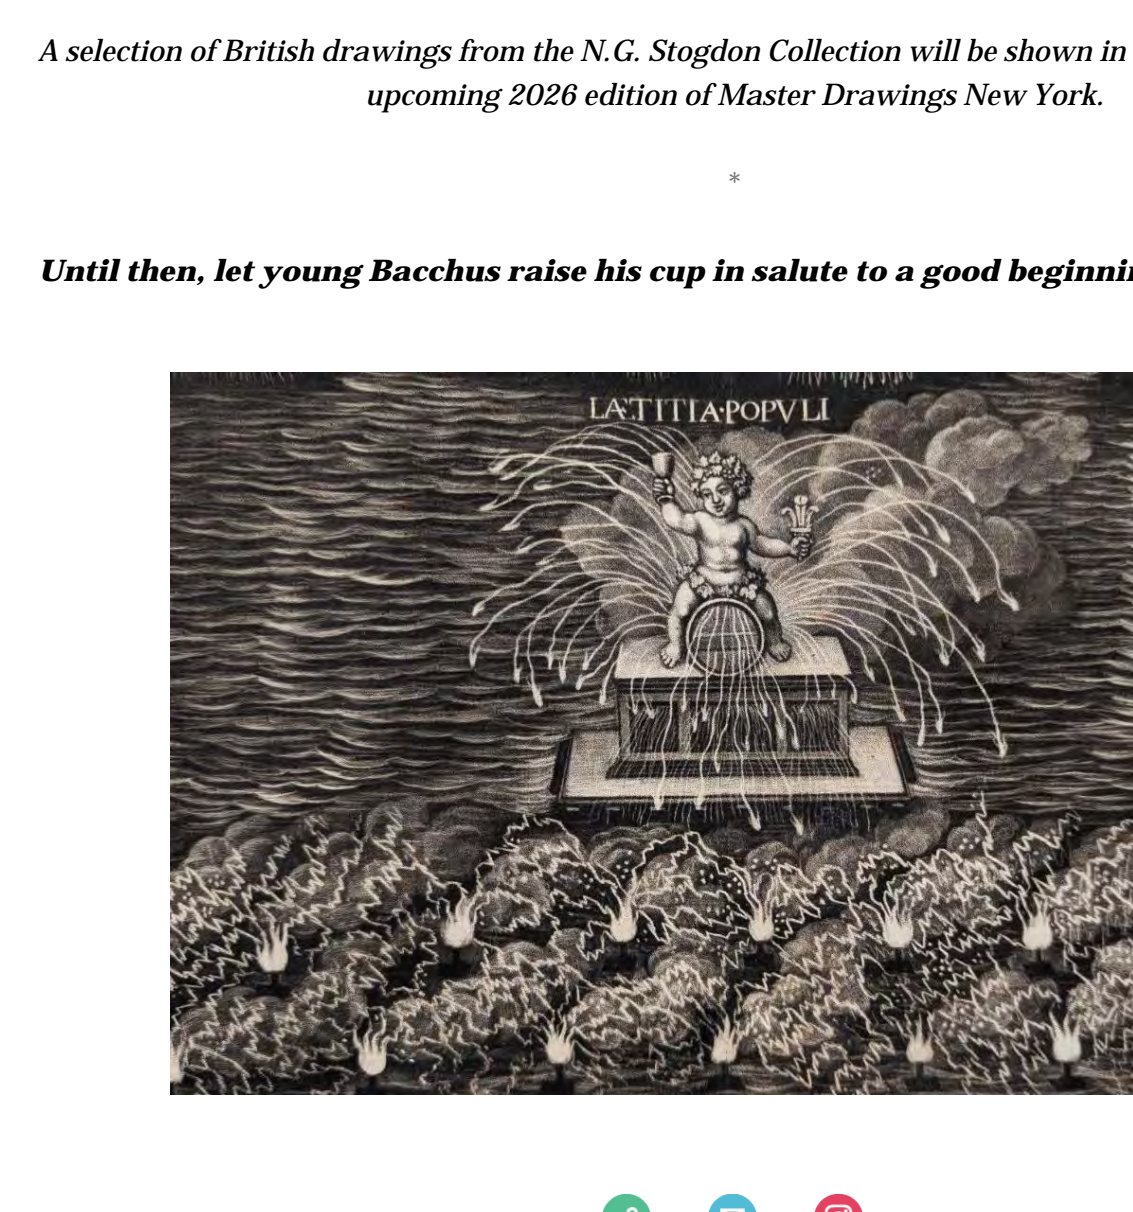 A selection of British drawings from the N.G. Stogdon Collection will be shown in
upcoming 2026 edition of Master Drawings New York.
*
Until then, let young Bacchus raise his cup in salute to a good
LÆTITIA·POPVLI